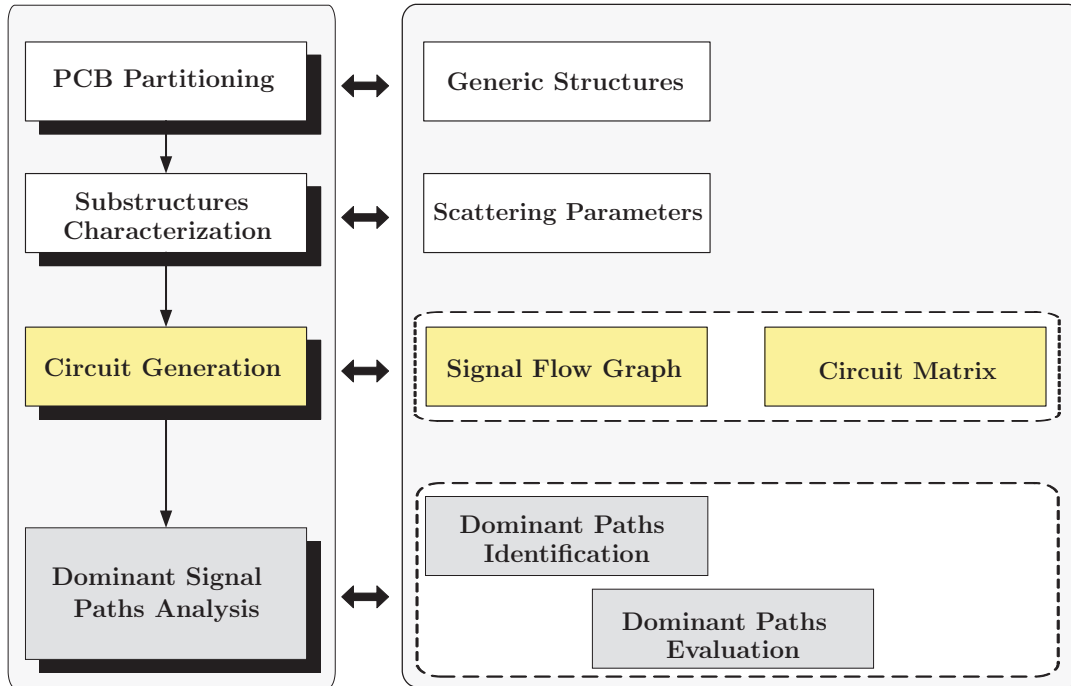 PCB Partitioning
Generic Structures
Substructures
Characterization
Scattering Parameters
Circuit Generation
Signal Flow Graph
Circuit Matrix
Dominant Signal
Paths Analysis
Dominant Paths
Identification
Dominant Paths
Evaluation